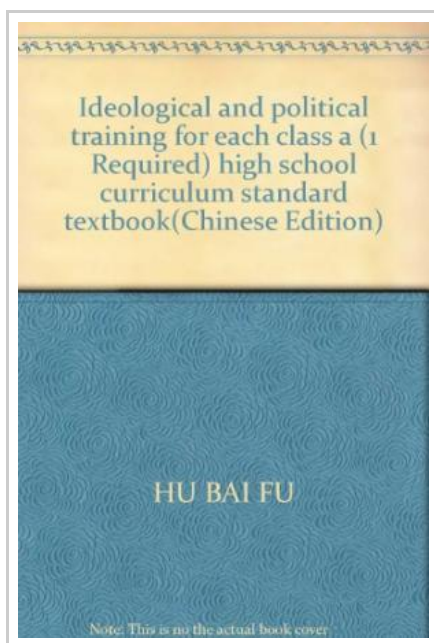 Ideological and political
training for each class a (1
Required) high school
curriculum standard
textbook(Chinese Edition)
HU BAI FU
Note: This is no the actual book cover